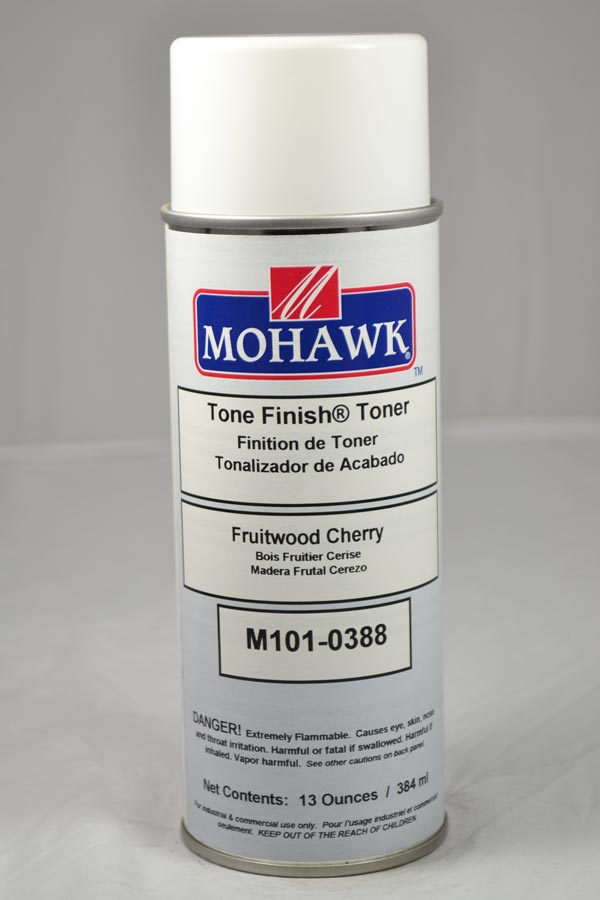 M
MOHAWK®
TM
Tone Finish® Toner
Finition de Toner
Tonalizador de Acabado
Fruitwood Cherry
Bois Fruitier Cerise
Madera Frutal Cerezo
M101-0388
DANGER! Extremely Flammable. Causes eye, skin, nose
and throat irritation. Harmful or fatal if swallowed. Harmful if
inhaled. Vapor harmful. See other cautions on back panel.
Net Contents: 13 Ounces / 384 ml
For industrial & commercial use only. Pour l'usage industriel et commercial
seulement. KEEP OUT OF THE REACH OF CHILDREN.